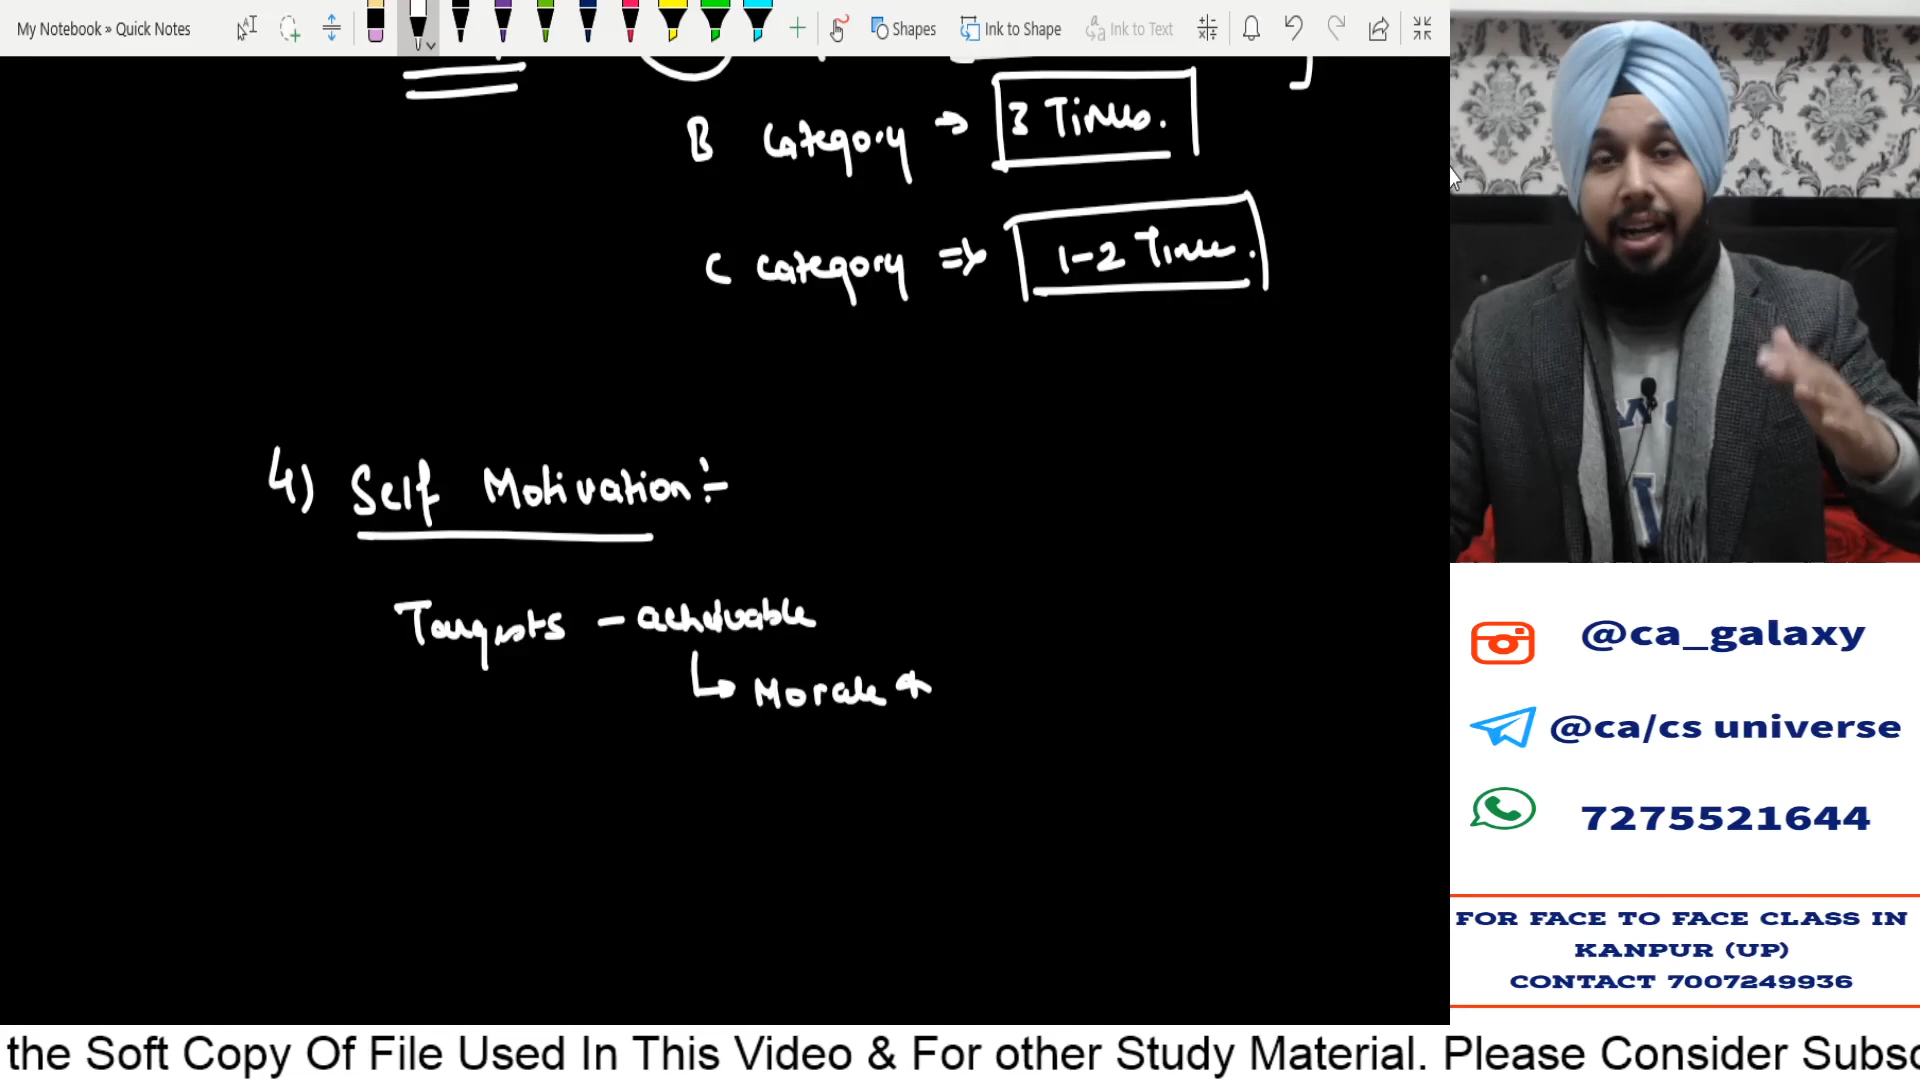 My Notebook » Quick Notes
Shapes
Ink to Shape
Ink to Text
B Category → 3 Times.
C Category ⇒ 1-2 Times.
4) Self Motivation:-
Targets - achievable
↳ Morale ↑
@ca_galaxy
@ca/cs universe
7275521644
FOR FACE TO FACE CLASS IN
KANPUR (UP)
CONTACT 7007249936
the Soft Copy Of File Used In This Video & For other Study Material. Please Consider Subsc